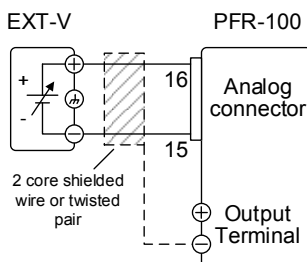 EXT-V
PFR-100
+
-
16
15
Analog
connector
2 core shielded
wire or twisted
pair
Output
Terminal